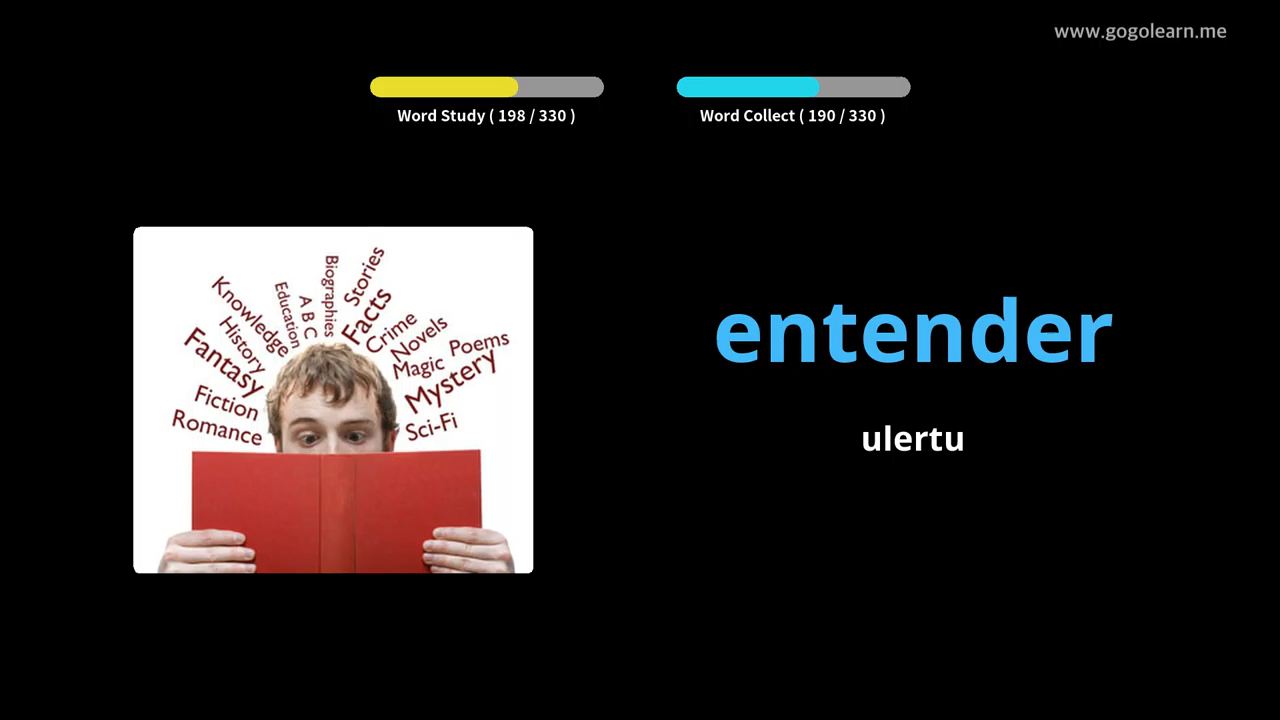 www.gogolearn.me
Word Study ( 198 / 330 )
Word Collect ( 190 / 330 )
Knowledge
History
Fantasy
Fiction
Romance
Education
A B C
Biographies
Stories
Facts
Crime
Novels
Magic
Poems
Mystery
Sci-Fi
entender
ulertu